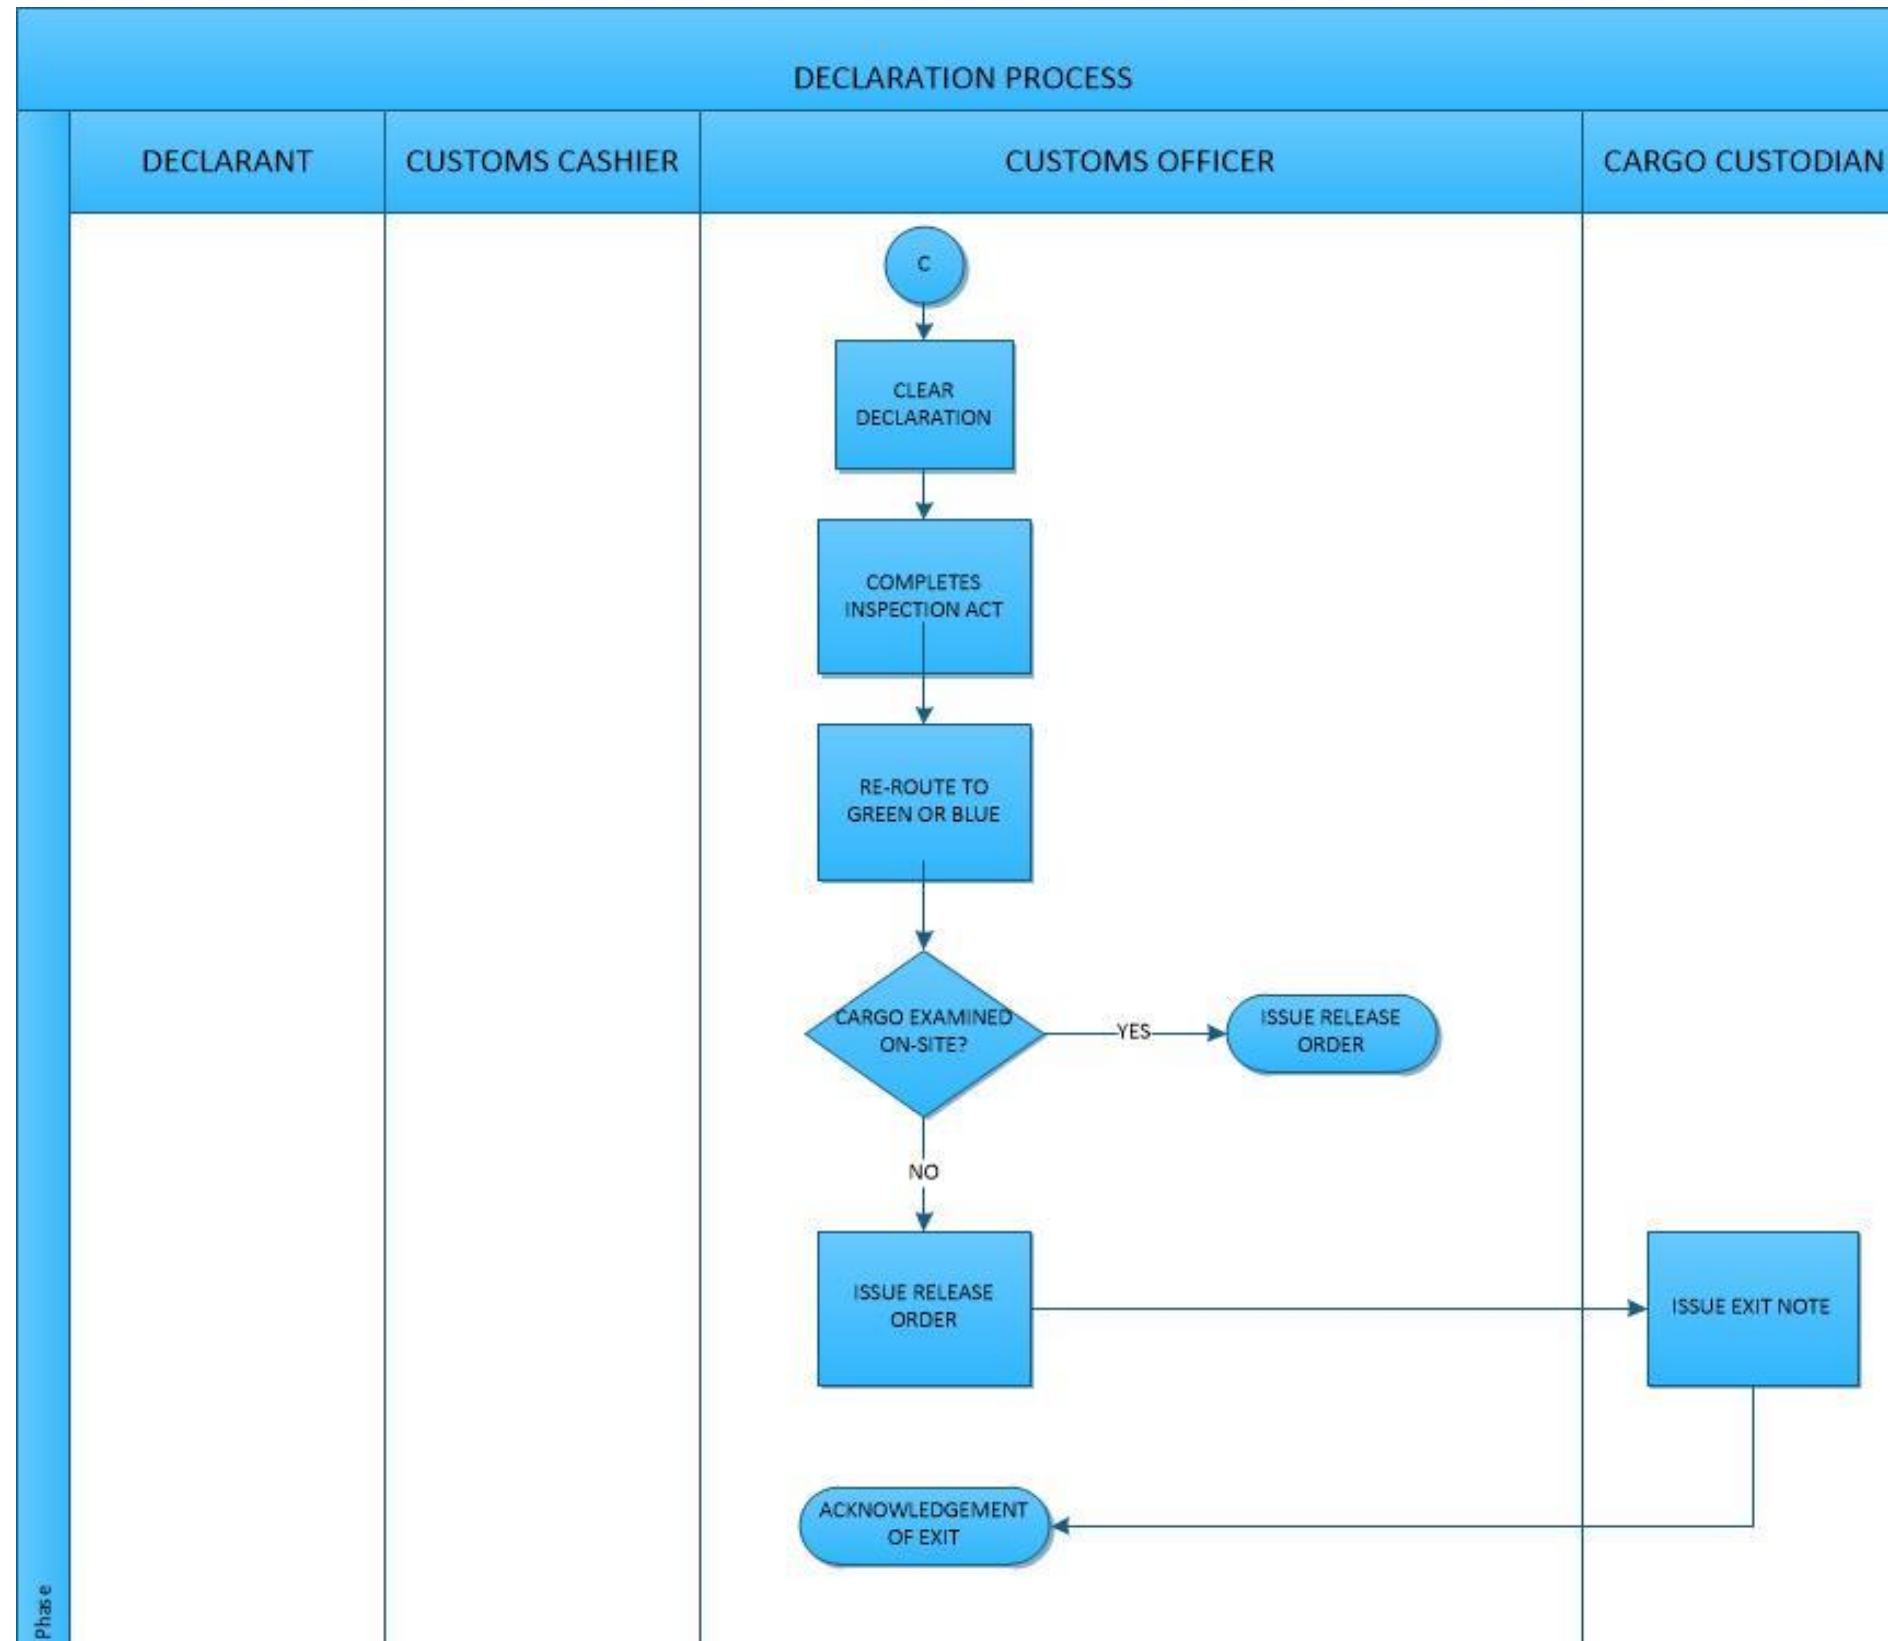 DECLARATION PROCESS
DECLARANT
CUSTOMS CASHIER
CUSTOMS OFFICER
CARGO CUSTODIAN
C
CLEAR
DECLARATION
COMPLETES
INSPECTION ACT
RE-ROUTE TO
GREEN OR BLUE
CARGO EXAMINED
ON-SITE?
YES
ISSUE RELEASE
ORDER
NO
ISSUE RELEASE
ORDER
ISSUE EXIT NOTE
ACKNOWLEDGEMENT
OF EXIT
Phase